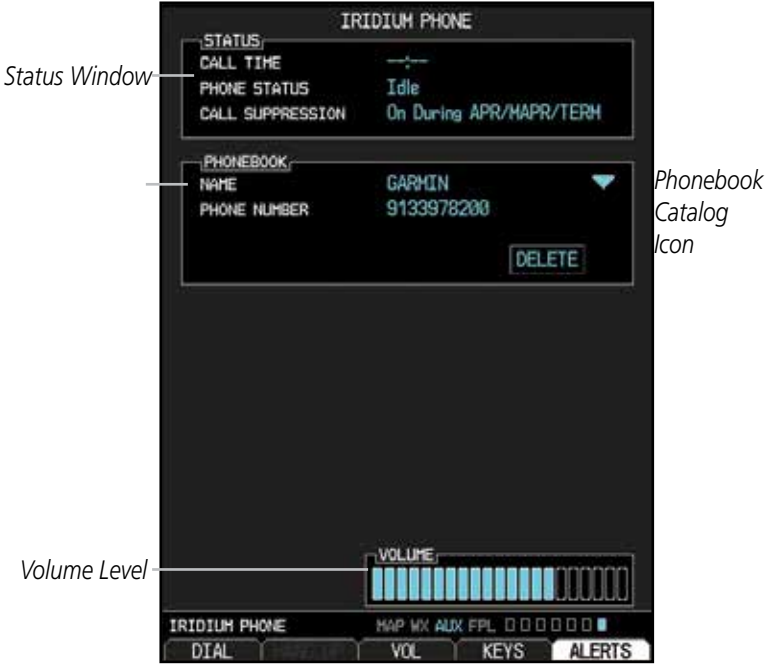 IRIDIUM PHONE
STATUS
CALL TIME --:--
PHONE STATUS Idle
CALL SUPPRESSION On During APR/MAPR/TERM
Status Window
PHONEBOOK
NAME GARMIN
PHONE NUMBER 9133978200
DELETE
Phonebook
Catalog
Icon
VOLUME
Volume Level
IRIDIUM PHONE MAP WX AUX FPL
DIAL VOL KEYS ALERTS